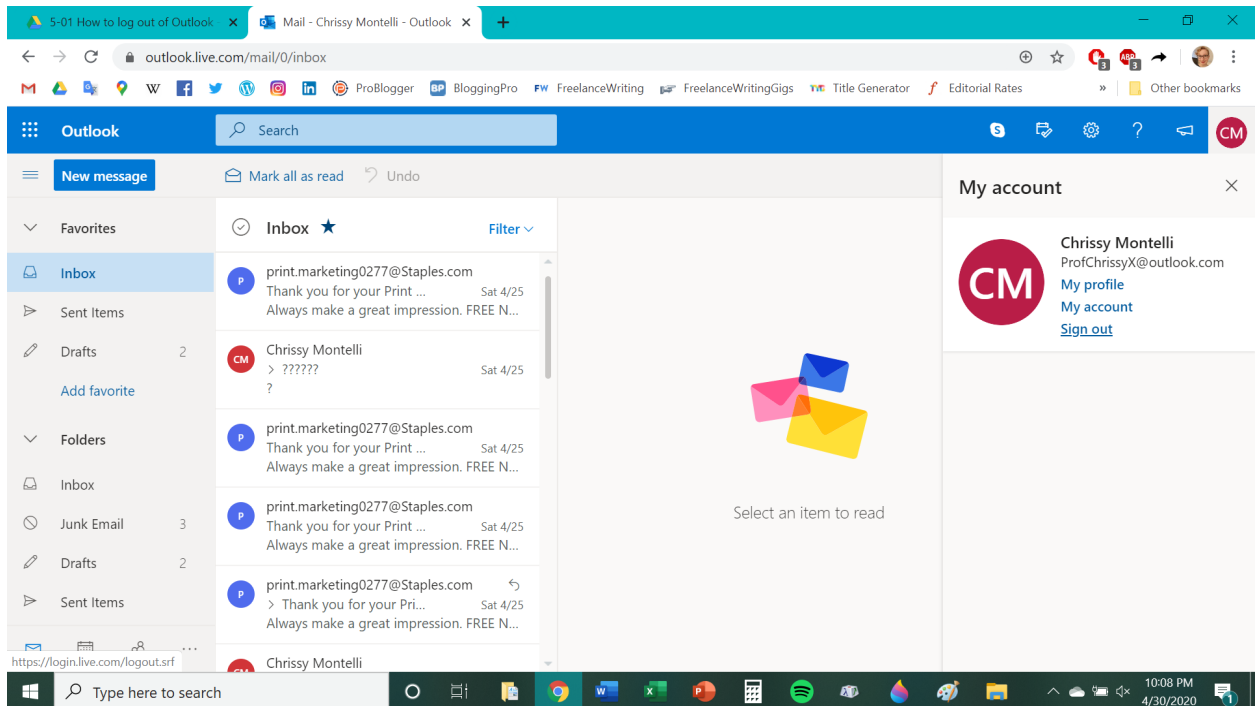 5-01 How to log out of Outlook
Mail - Chrissy Montelli - Outlook
outlook.live.com/mail/0/inbox
3
ABP
3
W
ProBlogger
BP BloggingPro
FW FreelanceWriting
FreelanceWritingGigs
Title Generator
Editorial Rates
»
Other bookmarks
Outlook
Search
CM
New message
Mark all as read
Undo
My account
Favorites
Inbox
Filter
Chrissy Montelli
ProfChrissyX@outlook.com
CM
My profile
My account
Sign out
Inbox
Sent Items
Drafts 2
Add favorite
Folders
Inbox
Junk Email 3
Drafts 2
Sent Items
P
print.marketing0277@Staples.com
Thank you for your Print ... Sat 4/25
Always make a great impression. FREE N...
CM
Chrissy Montelli
> ?????? Sat 4/25
?
P
print.marketing0277@Staples.com
Thank you for your Print ... Sat 4/25
Always make a great impression. FREE N...
P
print.marketing0277@Staples.com
Thank you for your Print ... Sat 4/25
Always make a great impression. FREE N...
P
print.marketing0277@Staples.com
> Thank you for your Pri... Sat 4/25
Always make a great impression. FREE N...
Chrissy Montelli
Select an item to read
https://login.live.com/logout.srf
Type here to search
10:08 PM
4/30/2020
1